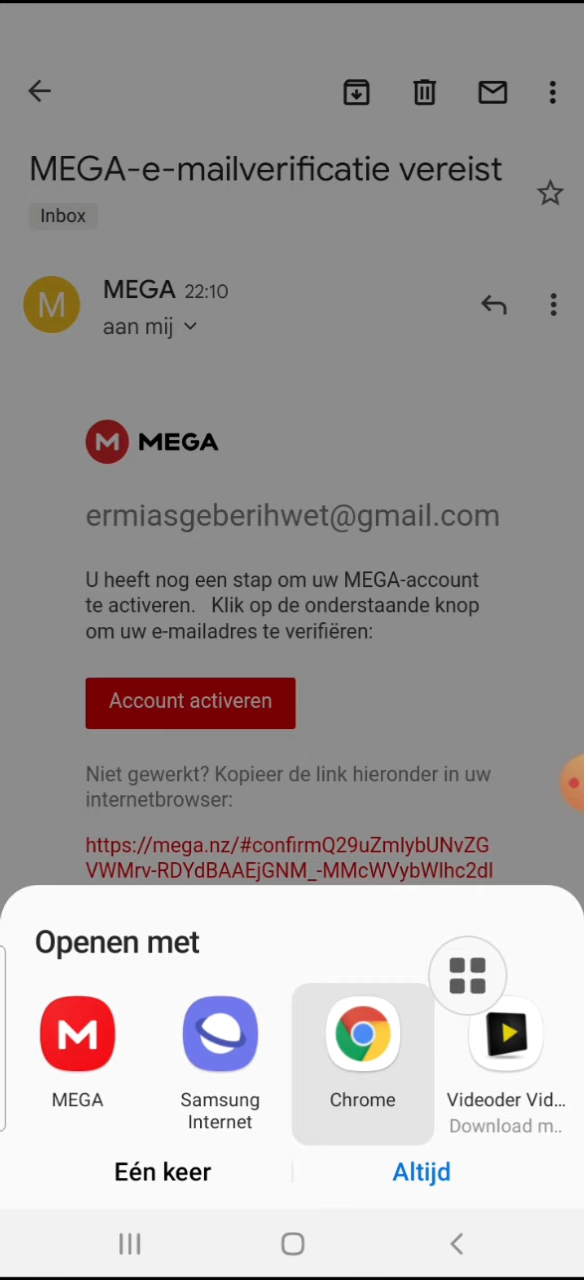 MEGA-e-mailverificatie vereist
Inbox
M
MEGA 22:10
aan mij
M MEGA
ermiasgeberihwet@gmail.com
U heeft nog een stap om uw MEGA-account
te activeren. Klik op de onderstaande knop
om uw e-mailadres te verifiëren:
Account activeren
Niet gewerkt? Kopieer de link hieronder in uw
internetbrowser:
https://mega.nz/#confirmQ29uZmlybUNvZG
VWMrv-RDYdBAAEjGNM_-MMcWVybWlhc2dl
Openen met
MEGA
Samsung
Internet
Chrome
Videoder Vid...
Download m..
Eén keer
Altijd